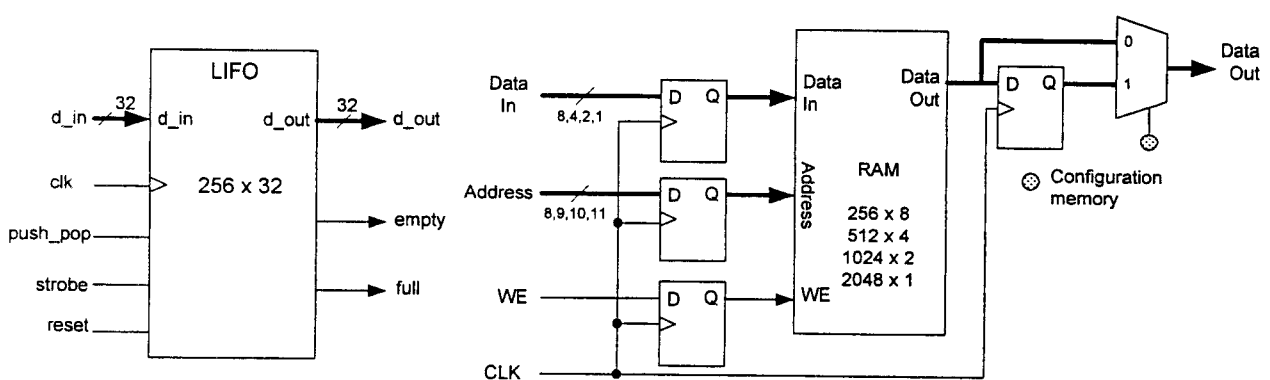 LIFO
d_in
32
d_in
d_out
32
d_out
clk
256 x 32
push_pop
empty
strobe
full
reset
Data
In
8,4,2,1
D Q
Data
In
Data
Out
D Q
0
1
Data
Out
Address
8,9,10,11
D Q
Address
RAM
256 x 8
512 x 4
1024 x 2
2048 x 1
Configuration
memory
WE
D Q
WE
CLK